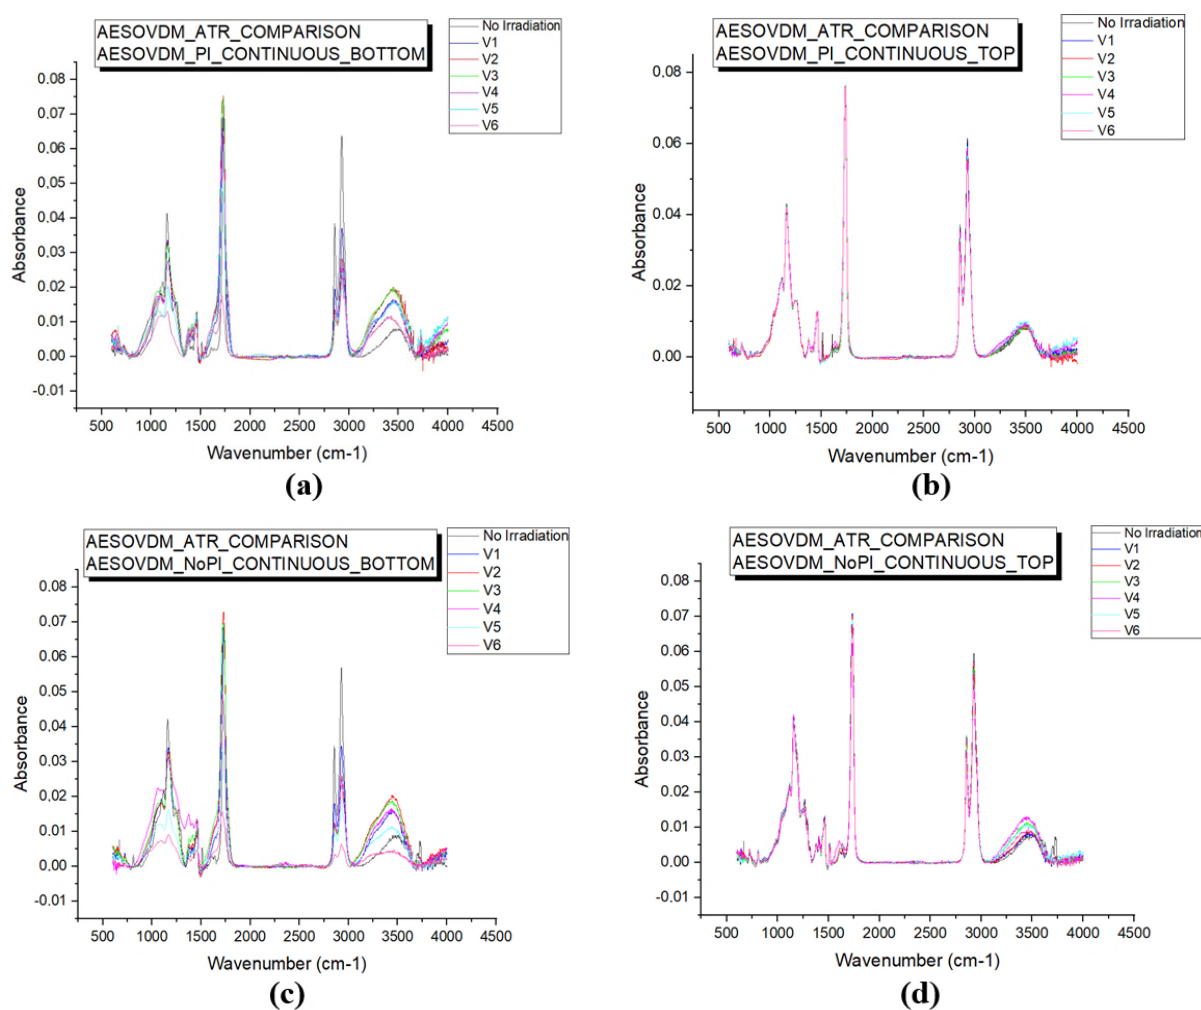 AESOVDM_ATR_COMPARISON
AESOVDM_PI_CONTINUOUS_BOTTOM
No Irradiation
V1
V2
V3
V4
V5
V6
0.08
0.07
0.06
0.05
0.04
0.03
0.02
0.01
0.00
-0.01
Absorbance
500 1000 1500 2000 2500 3000 3500 4000 4500
Wavenumber (cm-1)
(a)
AESOVDM_ATR_COMPARISON
AESOVDM_PI_CONTINUOUS_TOP
No Irradiation
V1
V2
V3
V4
V5
V6
0.08
0.06
0.04
0.02
0.00
Absorbance
500 1000 1500 2000 2500 3000 3500 4000 4500
Wavenumber (cm-1)
(b)
AESOVDM_ATR_COMPARISON
AESOVDM_NoPI_CONTINUOUS_BOTTOM
No Irradiation
V1
V2
V3
V4
V5
V6
0.08
0.07
0.06
0.05
0.04
0.03
0.02
0.01
0.00
-0.01
Absorbance
500 1000 1500 2000 2500 3000 3500 4000 4500
Wavenumber (cm-1)
(c)
AESOVDM_ATR_COMPARISON
AESOVDM_NoPI_CONTINUOUS_TOP
No Irradiation
V1
V2
V3
V4
V5
V6
0.08
0.07
0.06
0.05
0.04
0.03
0.02
0.01
0.00
-0.01
Absorbance
500 1000 1500 2000 2500 3000 3500 4000 4500
Wavenumber (cm-1)
(d)